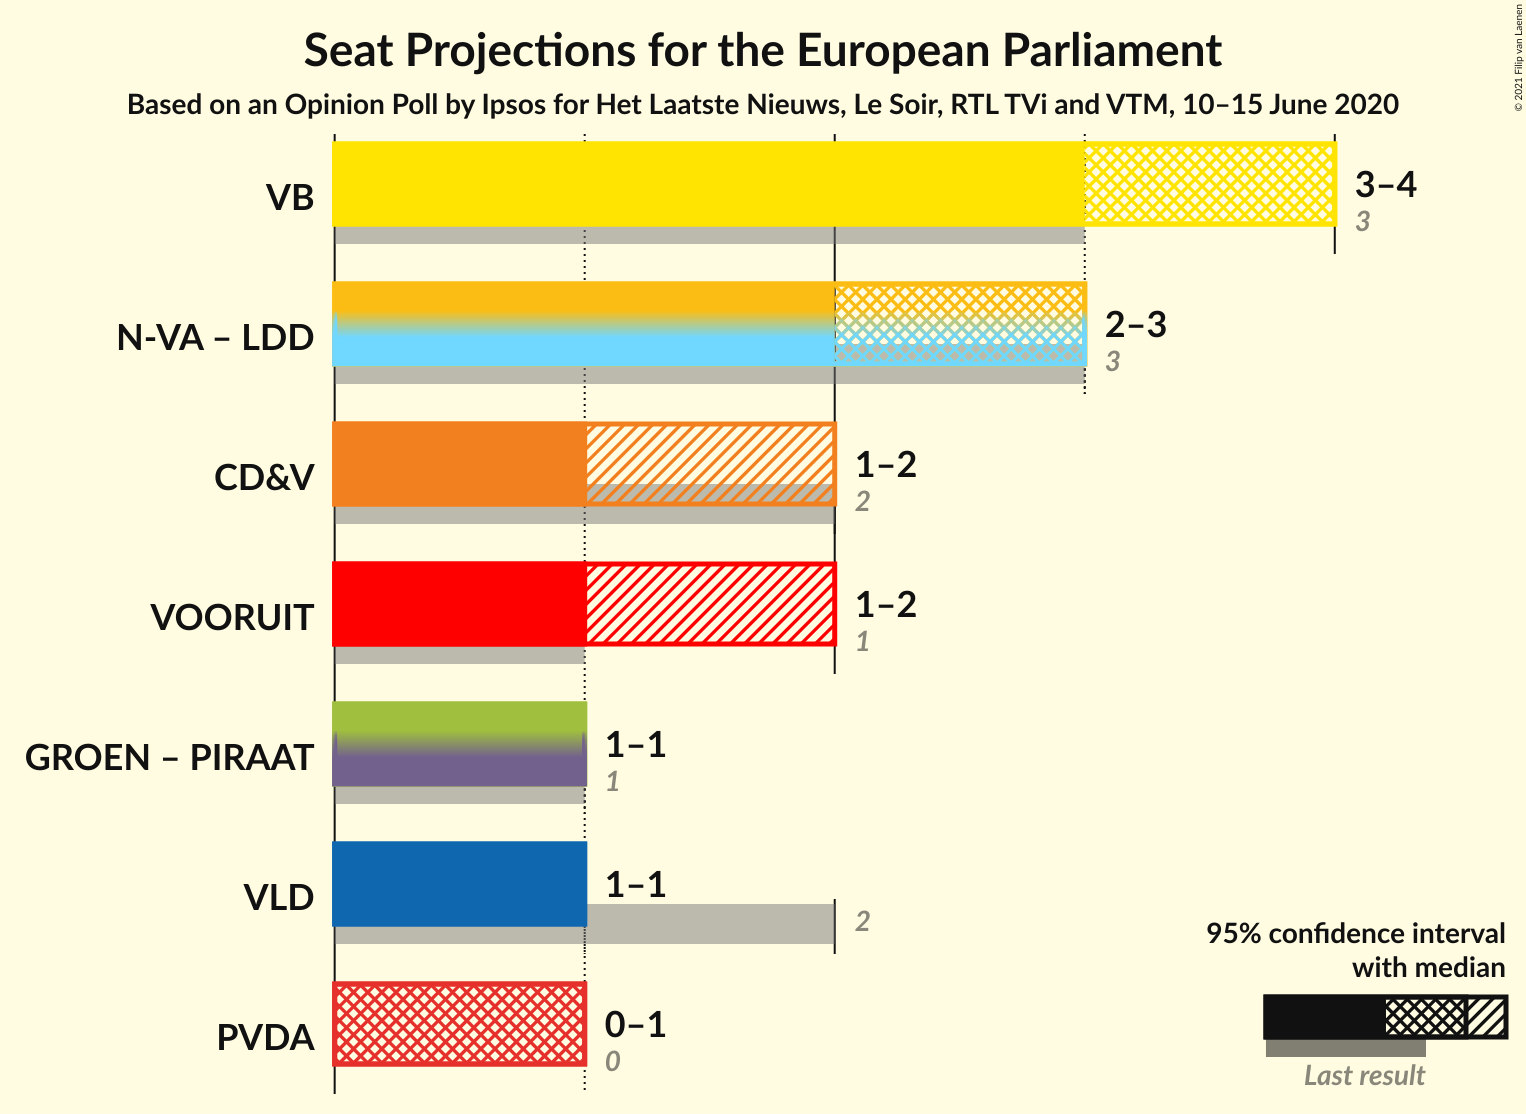 Seat Projections for the European Parliament
Based on an Opinion Poll by Ipsos for Het Laatste Nieuws, Le Soir, RTL TVi and VTM, 10–15 June 2020
© 2021 Filip van Laenen
VB
3–4
3
N-VA – LDD
2–3
3
CD&V
1–2
2
VOORUIT
1–2
1
GROEN – PIRAAT
1–1
1
VLD
1–1
2
PVDA
0–1
0
95% confidence interval
with median
Last result